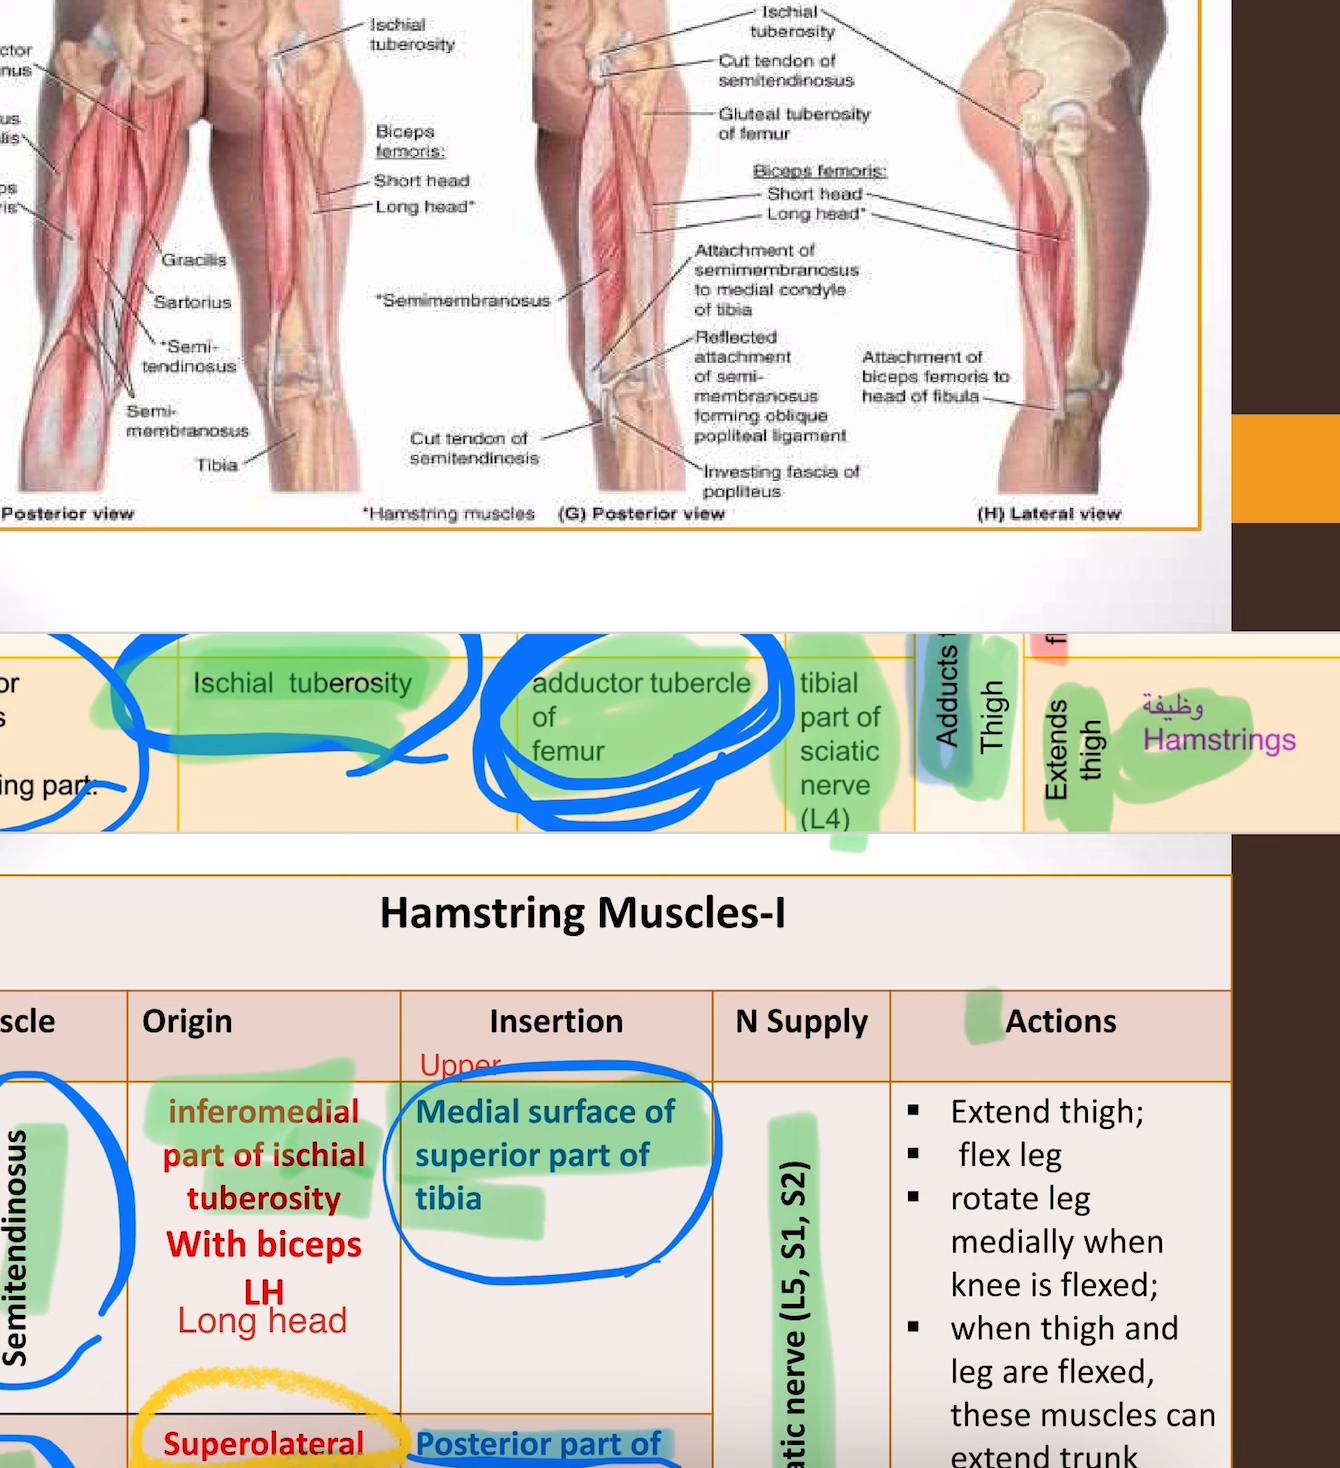 Ischial
tuberosity
Biceps
femoris:
Short head
Long head*
Gracilis
Sartorius
*Semi-
tendinosus
Semi-
membranosus
Tibia
Posterior view
*Hamstring muscles
Ischial
tuberosity
Cut tendon of
semitendinosus
Gluteal tuberosity
of femur
Biceps femoris:
Short head
Long head*
Attachment of
semimembranosus
to medial condyle
of tibia
*Semimembranosus
Reflected
attachment
of semi-
membranosus
forming oblique
popliteal ligament
Cut tendon of
semitendinosis
Investing fascia of
popliteus
(G) Posterior view
Attachment of
biceps femoris to
head of fibula
(H) Lateral view
ing part:
Ischial tuberosity
adductor tubercle
of
femur
tibial
part of
sciatic
nerve
(L4)
Adducts
Thigh
Extends
thigh
وظيفة
Hamstrings
Hamstring Muscles-I
scle
Origin
Insertion
N Supply
Actions
Upper
Semitendinosus
inferomedial
part of ischial
tuberosity
With biceps
LH
Long head
Medial surface of
superior part of
tibia
atic nerve (L5, S1, S2)
▪ Extend thigh;
▪ flex leg
▪ rotate leg
medially when
knee is flexed;
▪ when thigh and
leg are flexed,
these muscles can
extend trunk
Superolateral
Posterior part of